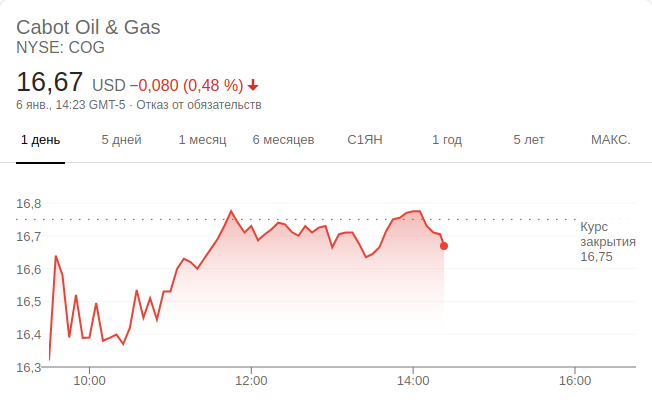 Cabot Oil & Gas
NYSE: COG
16,67 USD −0,080 (0,48 %)
6 янв., 14:23 GMT-5 · Отказ от обязательств
1 день 5 дней 1 месяц 6 месяцев С1ЯН 1 год 5 лет МАКС.
16,8
Курс
16,7
закрытия
16,75
16,6
16,5
16,4
16,3
10:00 12:00 14:00 16:00